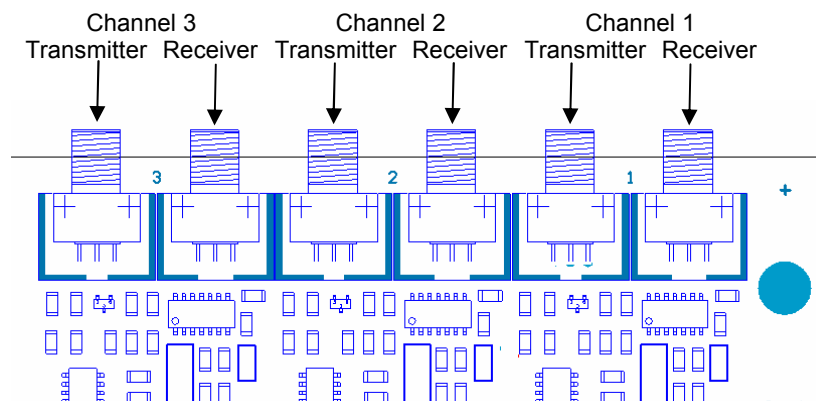 Channel 3 Channel 2 Channel 1
Transmitter Receiver Transmitter Receiver Transmitter Receiver
3 2 1
+